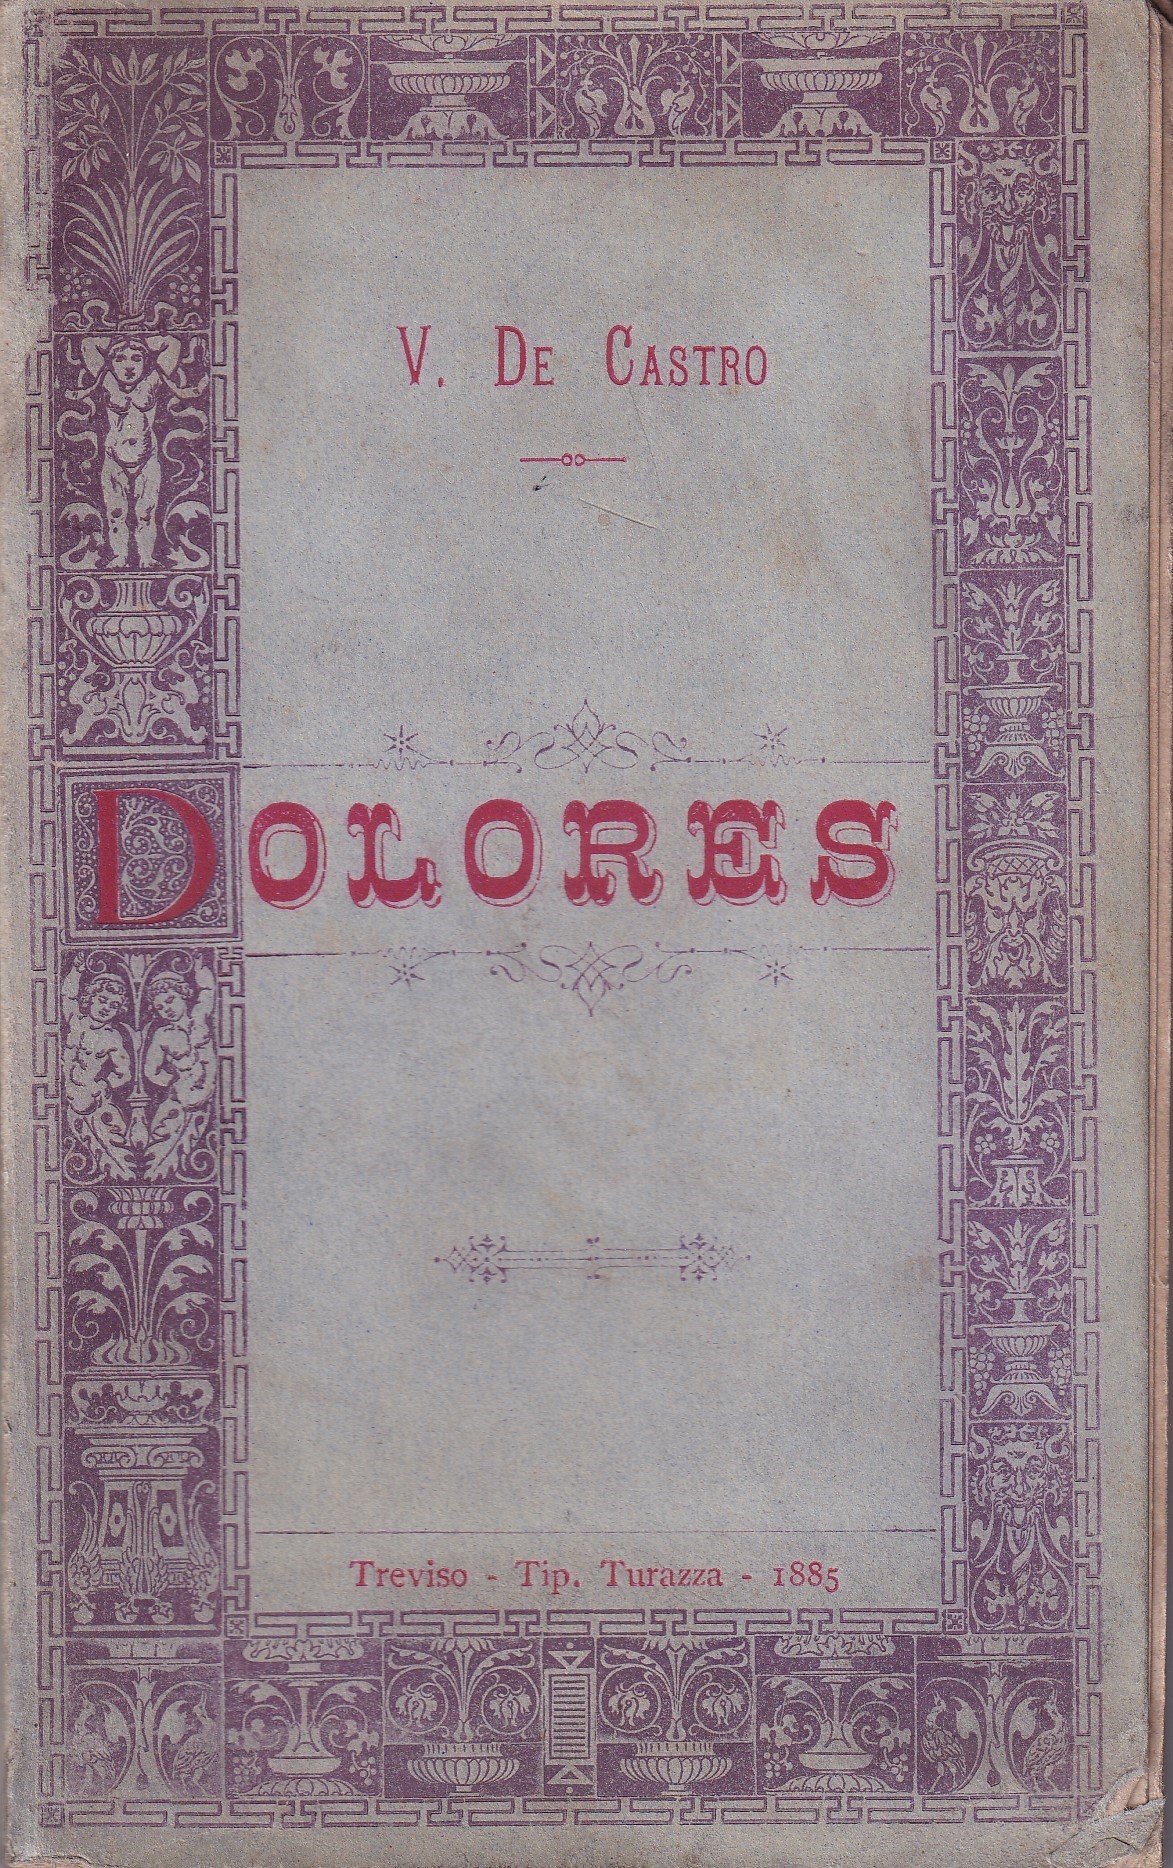 V. DE CASTRO
DOLORES
Treviso - Tip. Turazza - 1885